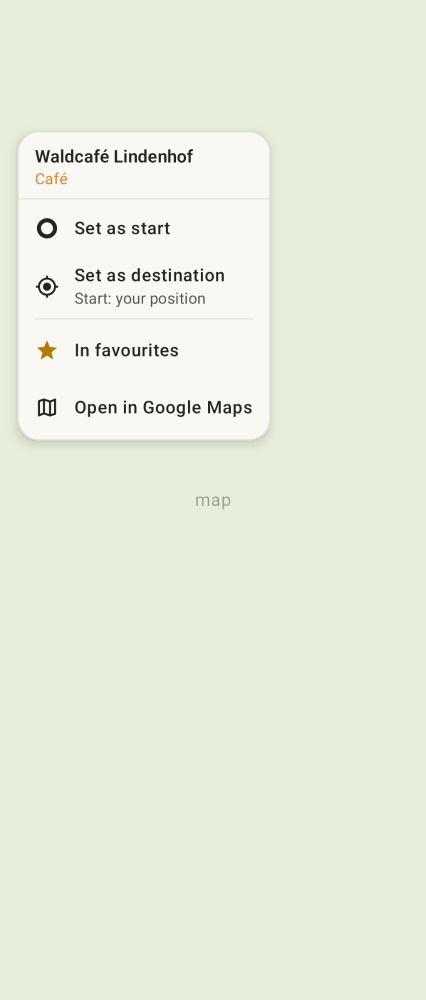 Waldcafé Lindenhof
Café
Set as start
Set as destination
Start: your position
In favourites
Open in Google Maps
map